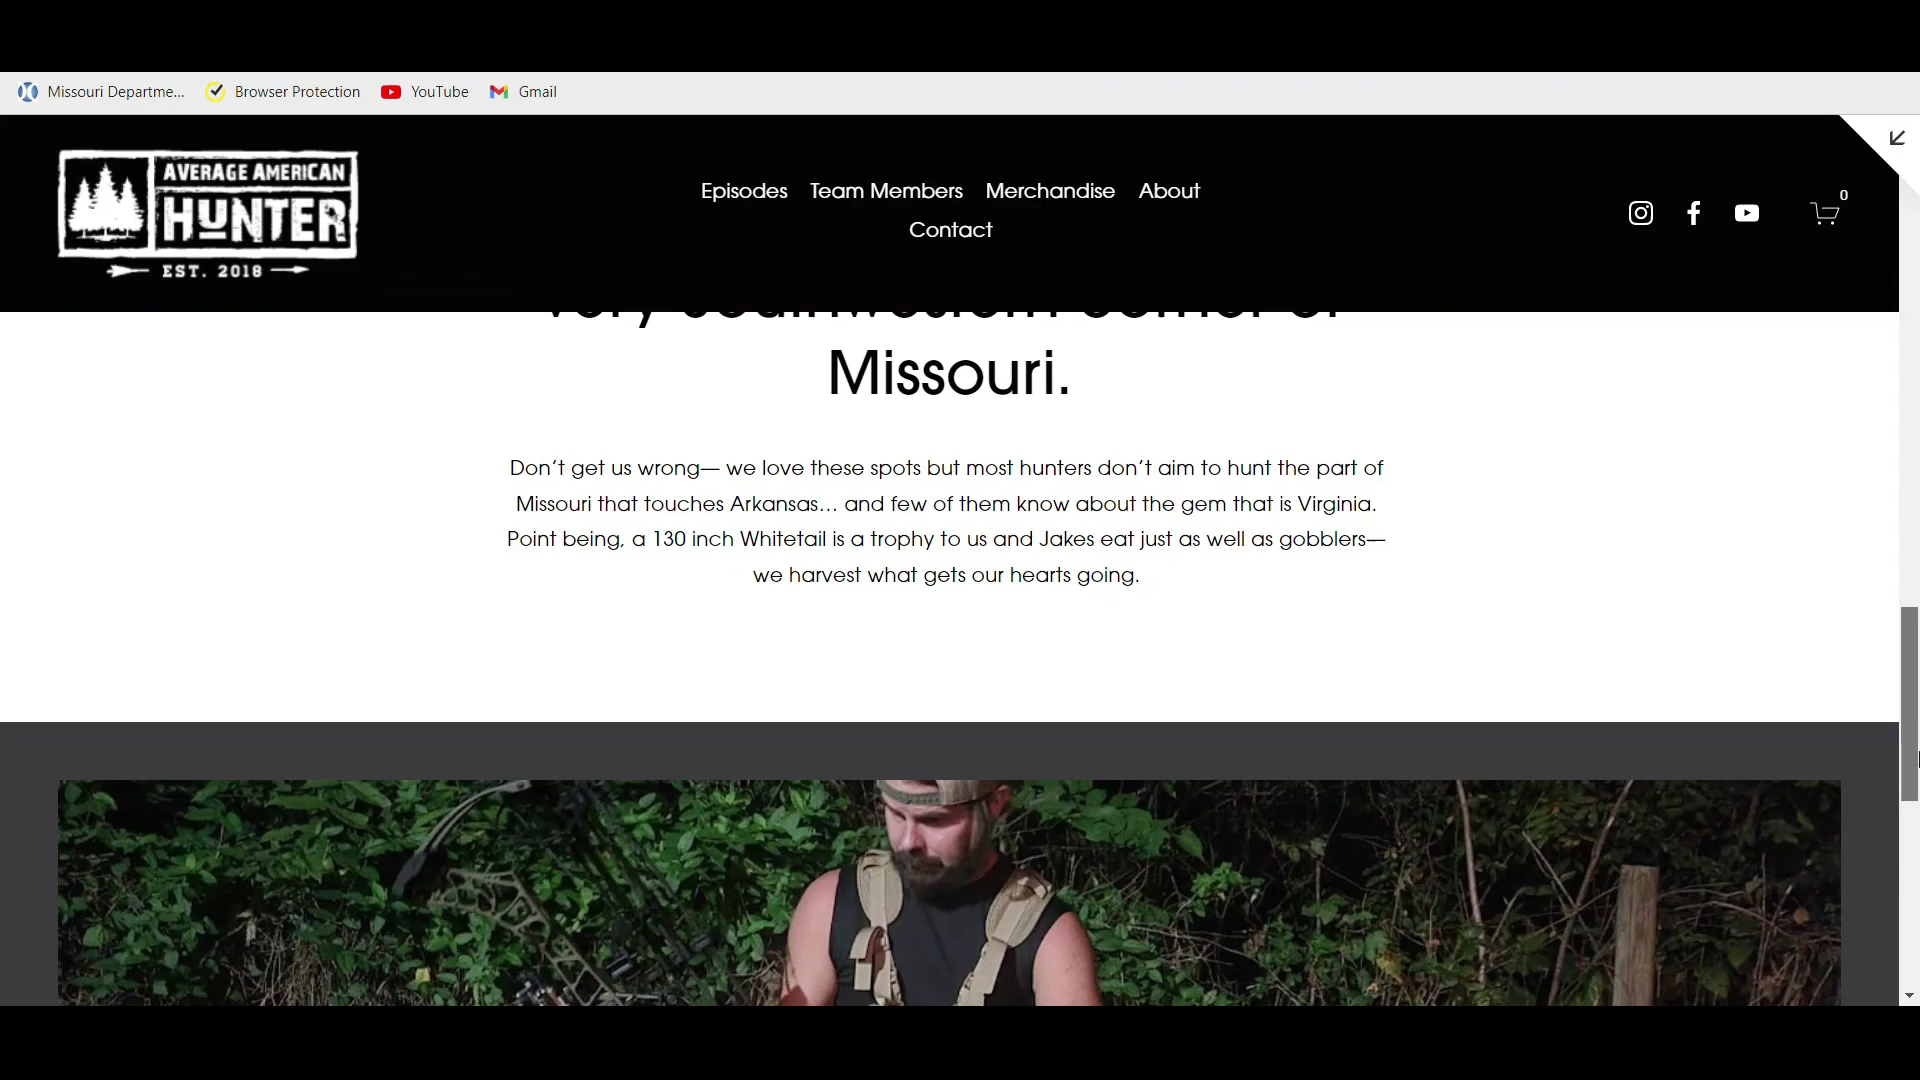 Missouri Departme...
Browser Protection
YouTube
Gmail
AVERAGE AMERICAN
HUNTER
EST. 2018
Episodes Team Members Merchandise About
Contact
0
very southwestern corner of
Missouri.
Don’t get us wrong— we love these spots but most hunters don’t aim to hunt the part of
Missouri that touches Arkansas… and few of them know about the gem that is Virginia.
Point being, a 130 inch Whitetail is a trophy to us and Jakes eat just as well as gobblers—
we harvest what gets our hearts going.